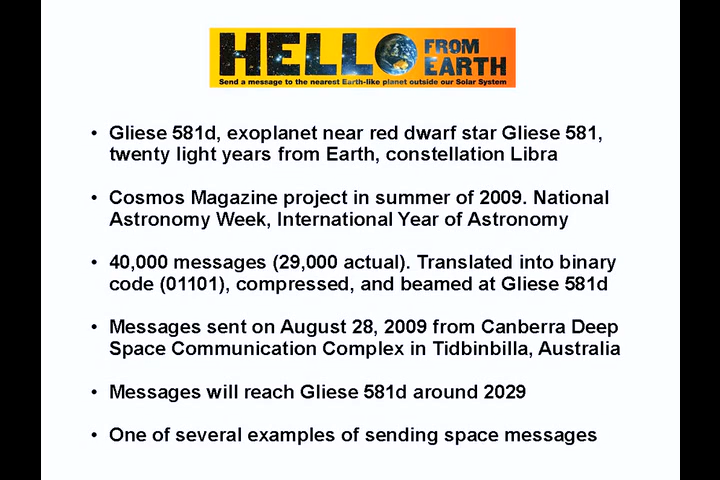 HELLO FROM EARTH
Send a message to the nearest Earth-like planet outside our Solar System
• Gliese 581d, exoplanet near red dwarf star Gliese 581,
twenty light years from Earth, constellation Libra
• Cosmos Magazine project in summer of 2009. National
Astronomy Week, International Year of Astronomy
• 40,000 messages (29,000 actual). Translated into binary
code (01101), compressed, and beamed at Gliese 581d
• Messages sent on August 28, 2009 from Canberra Deep
Space Communication Complex in Tidbinbilla, Australia
• Messages will reach Gliese 581d around 2029
• One of several examples of sending space messages